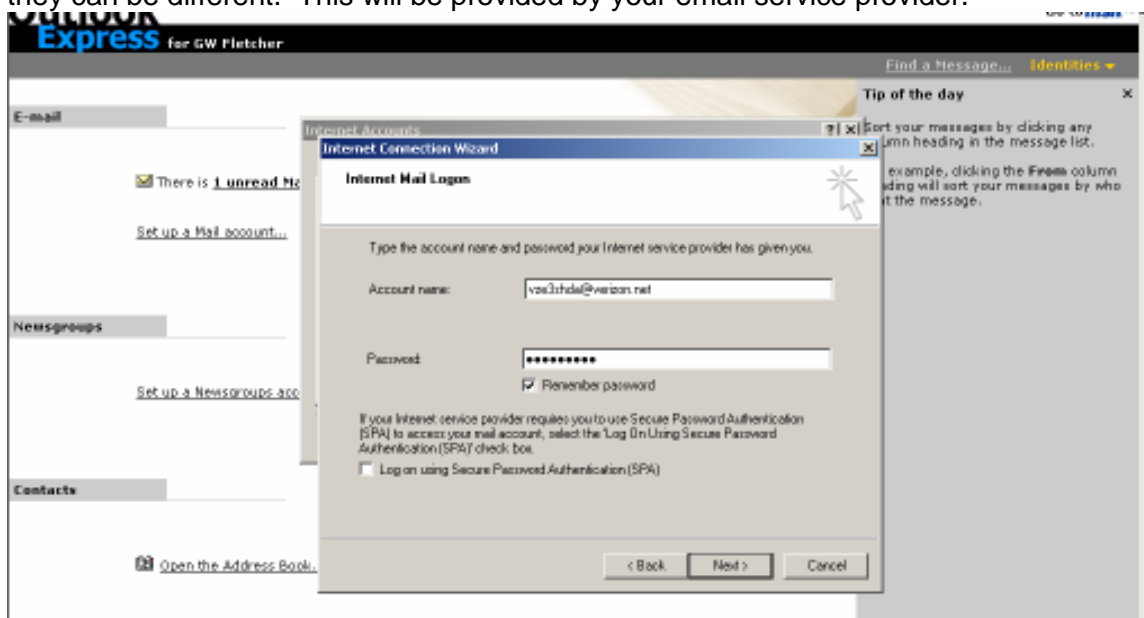 they can be different. This will be provided by your email service provider.
Outlook
Express for GW Fletcher
Find a Message... Identities
Tip of the day
Sort your messages by clicking any
column heading in the message list.
example, clicking the From column
heading will sort your messages by who
the message.
E-mail
There is 1 unread
Set up a Mail account...
Newsgroups
Set up a Newsgroups acc
Contacts
Open the Address Book.
Internet Accounts
Internet Connection Wizard
Internet Mail Logon
Type the account name and password your Internet service provider has given you.
Account name:
Password:
•••••••••
Remember password
If your Internet service provider requires you to use Secure Password Authentication
(SPA) to access your mail account, select the 'Log On Using Secure Password
Authentication (SPA)' check box.
Log on using Secure Password Authentication (SPA)
< Back Next > Cancel